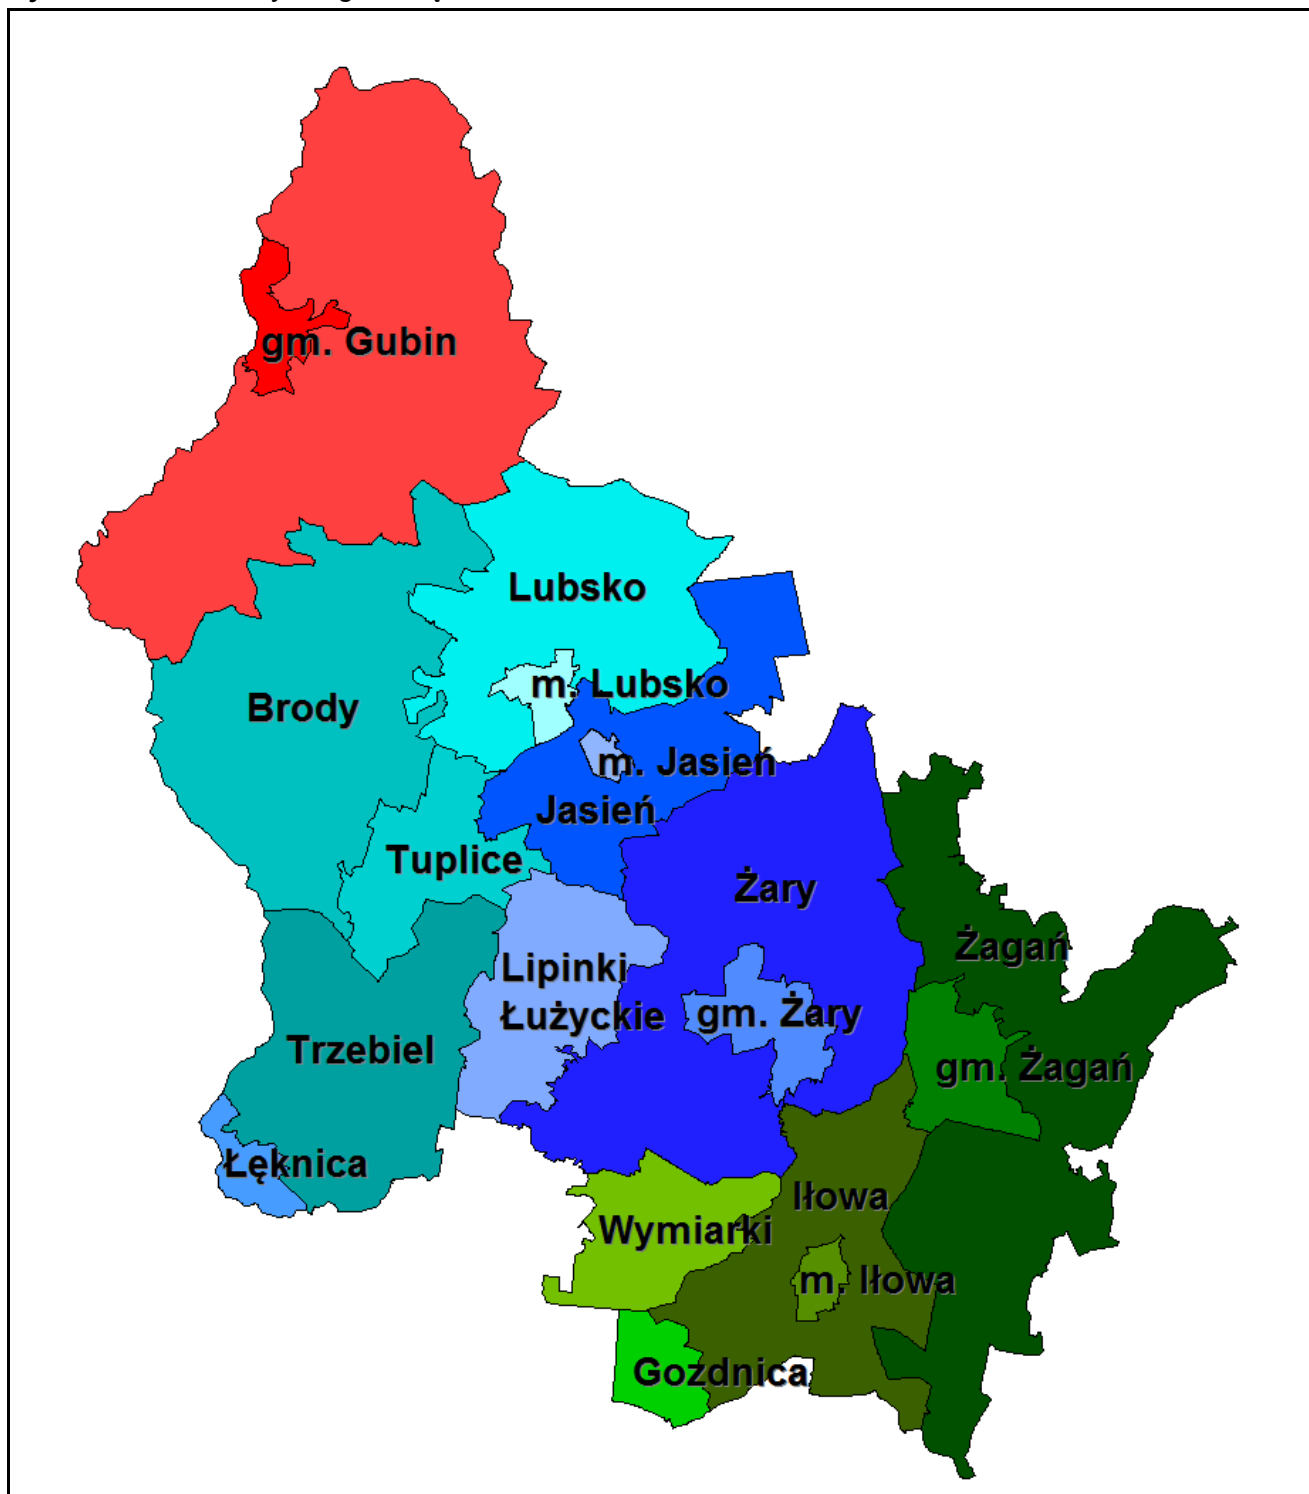 gm. Gubin
Lubsko
m. Lubsko
Brody
m. Jasień
Jasień
Tuplice
Żary
Żagań
Lipinki
Łużyckie
gm. Żary
Trzebiel
gm. Żagań
Łęknica
Iłowa
Wymiarki
m. Iłowa
Gozdnica